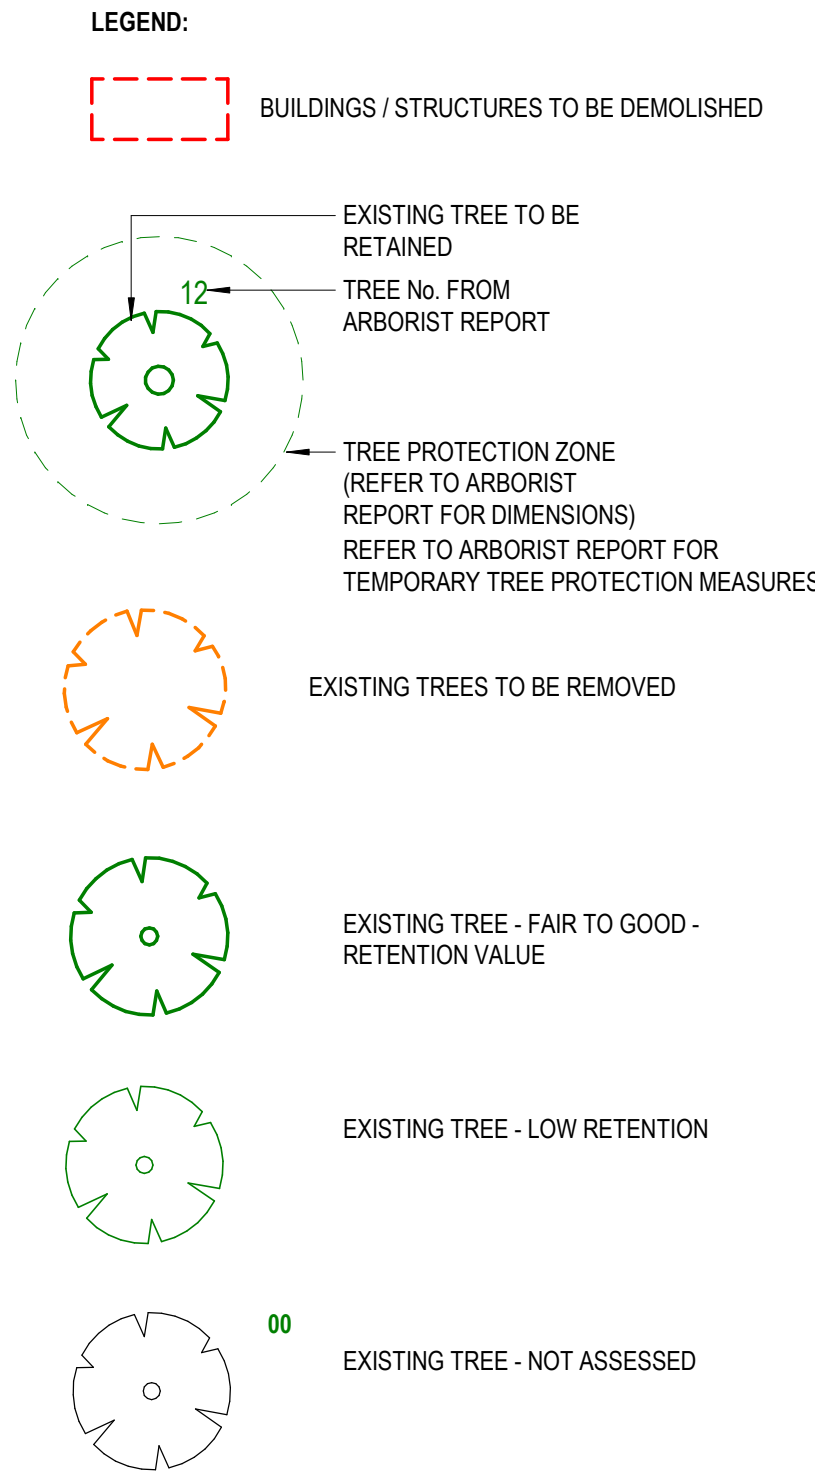 LEGEND:
BUILDINGS / STRUCTURES TO BE DEMOLISHED
EXISTING TREE TO BE
RETAINED
12
TREE No. FROM
ARBORIST REPORT
TREE PROTECTION ZONE
(REFER TO ARBORIST
REPORT FOR DIMENSIONS)
REFER TO ARBORIST REPORT FOR
TEMPORARY TREE PROTECTION MEASURES
EXISTING TREES TO BE REMOVED
EXISTING TREE - FAIR TO GOOD -
RETENTION VALUE
EXISTING TREE - LOW RETENTION
00
EXISTING TREE - NOT ASSESSED